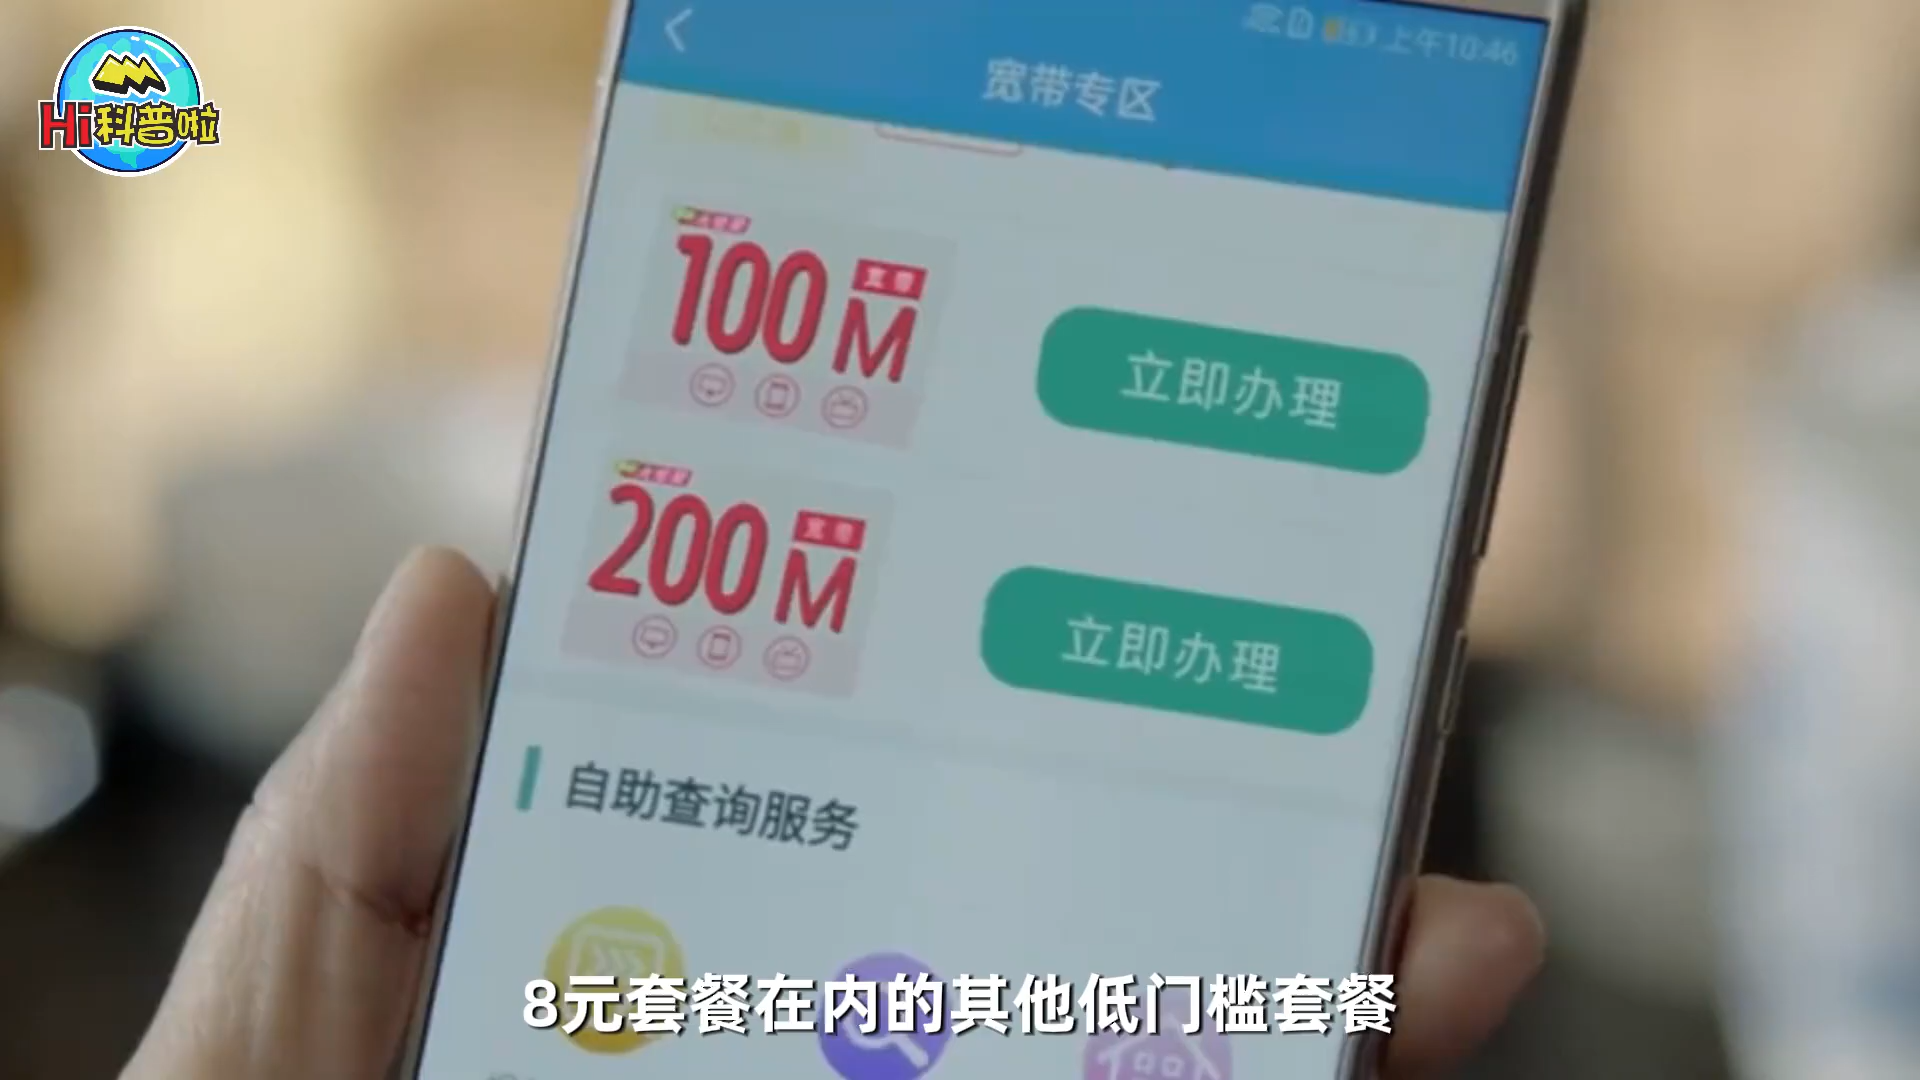 Hi科普啦
上午10:46
宽带专区
100M
宽带
立即办理
200M
宽带
立即办理
自助查询服务
8元套餐在内的其他低门槛套餐